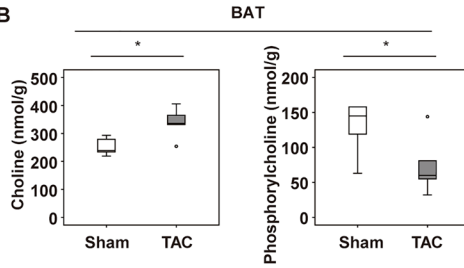 B
BAT
*
Choline (nmol/g)
500
400
300
200
100
0
Sham TAC
*
Phosphorylcholine (nmol/g)
200
150
100
50
0
Sham TAC